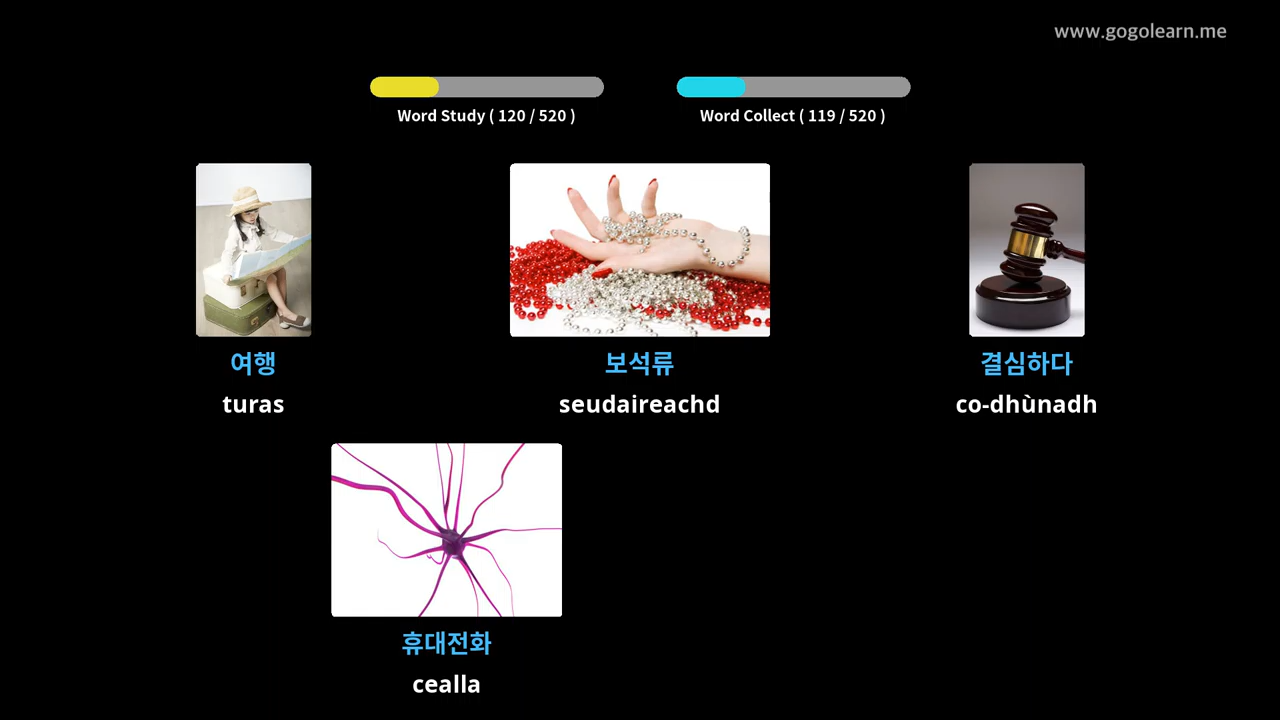 www.gogolearn.me
Word Study ( 120 / 520 )
Word Collect ( 119 / 520 )
여행
보석류
결심하다
turas
seudaireachd
co-dhùnadh
휴대전화
cealla